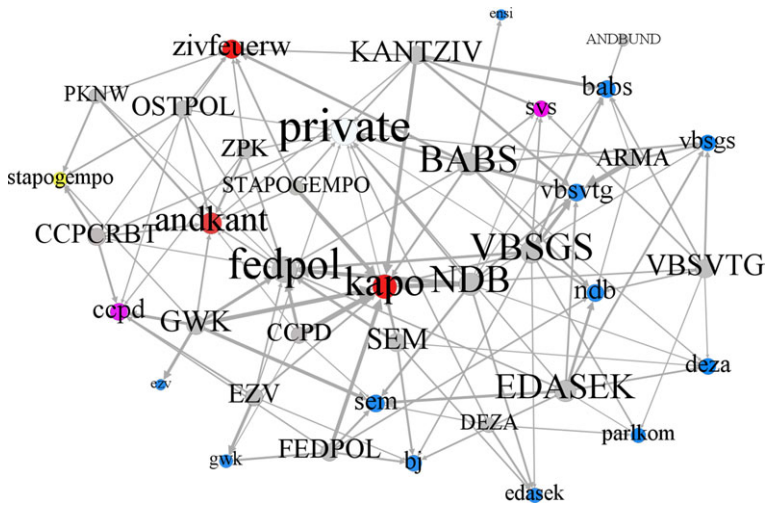 ensi
ANDBUND
zivfeuerw
KANTZIV
babs
PKNW
OSTPOL
svs
private
vbsgs
ZPK
BABS
ARMA
stapogempo
STAPOGEMPO
vbsvtg
andkant
CCPCRBT
VBSGS
fedpol
VBSVTG
kapo
NDB
ndb
ccpd
GWK
CCPD
SEM
deza
ezv
EZV
sem
EDASEK
DEZA
parlkom
FEDPOL
gwk
bj
edasek